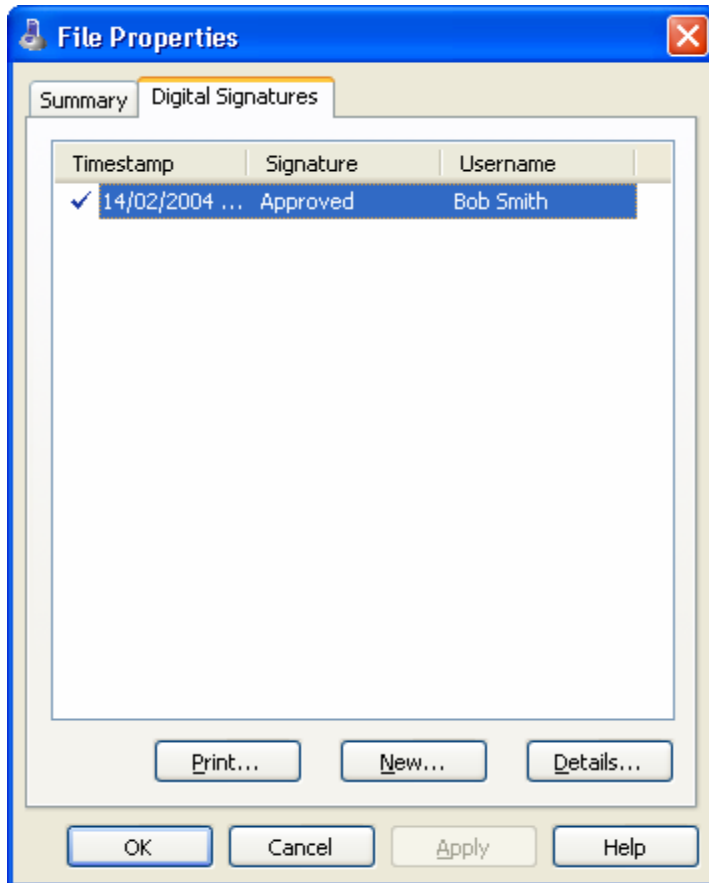 File Properties
Summary Digital Signatures
Timestamp Signature Username
14/02/2004 ... Approved Bob Smith
Print... New... Details...
OK Cancel Apply Help